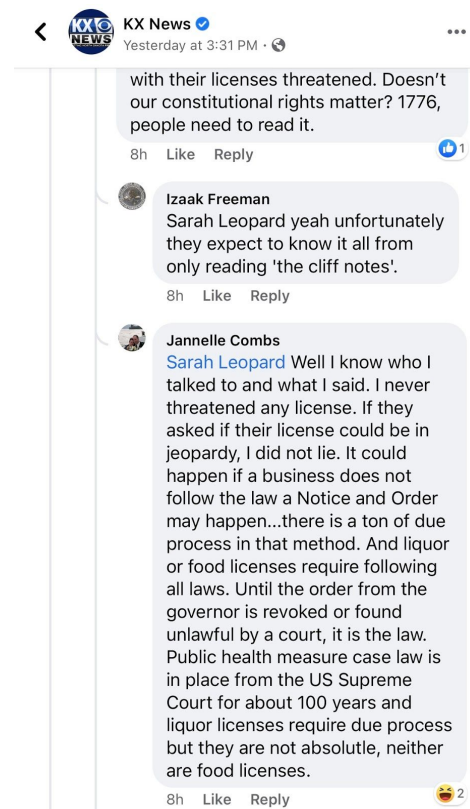 KX NEWS
KX News
Yesterday at 3:31 PM ·
with their licenses threatened. Doesn't
our constitutional rights matter? 1776,
people need to read it.
8h Like Reply
1
Izaak Freeman
Sarah Leopard yeah unfortunately
they expect to know it all from
only reading 'the cliff notes'.
8h Like Reply
Jannelle Combs
Sarah Leopard Well I know who I
talked to and what I said. I never
threatened any license. If they
asked if their license could be in
jeopardy, I did not lie. It could
happen if a business does not
follow the law a Notice and Order
may happen...there is a ton of due
process in that method. And liquor
or food licenses require following
all laws. Until the order from the
governor is revoked or found
unlawful by a court, it is the law.
Public health measure case law is
in place from the US Supreme
Court for about 100 years and
liquor licenses require due process
but they are not absolutle, neither
are food licenses.
8h Like Reply
2